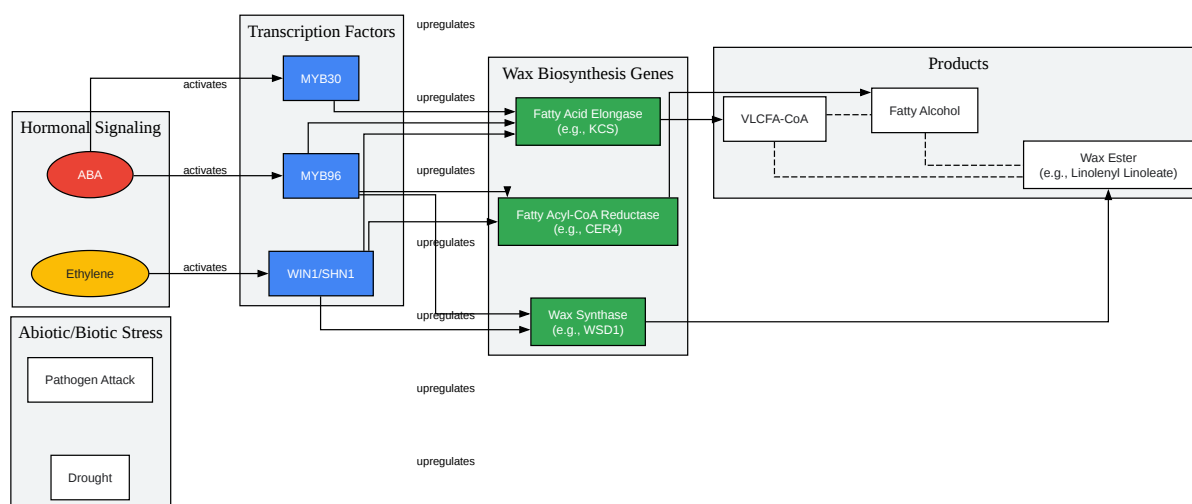 Hormonal Signaling
ABA
Ethylene
Abiotic/Biotic Stress
Pathogen Attack
Drought
activates
activates
activates
Transcription Factors
MYB30
MYB96
WIN1/SHN1
upregulates
upregulates
upregulates
upregulates
upregulates
upregulates
upregulates
Wax Biosynthesis Genes
Fatty Acid Elongase
(e.g., KCS)
Fatty Acyl-CoA Reductase
(e.g., CER4)
Wax Synthase
(e.g., WSD1)
Products
VLCFA-CoA
Fatty Alcohol
Wax Ester
(e.g., Linolenyl Linoleate)